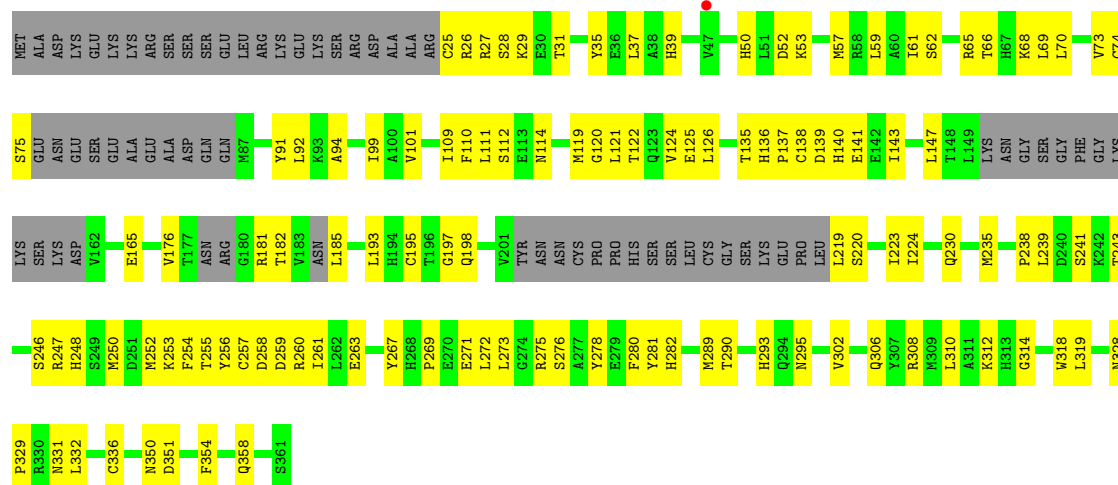 MET ALA ASP LYS GLU LYS LYS ARG SER SER SER GLU LEU ARG LYS GLU LYS SER ARG ASP ALA ALA ARG C25 R26 R27 S28 K29 E30 T31 Y35 E36 L37 A38 H39 V47 H50 L51 D52 K53 M57 R58 L59 A60 I61 S62 R65 T66 H67 K68 L69 L70 V73 C74
S75 GLU ASN GLU SER GLU ALA GLU ALA ASP GLN GLN M87 Y91 L92 K93 A94 I99 A100 V101 I109 F110 L111 S112 E113 N114 M119 G120 L121 T122 Q123 V124 E125 L126 T135 H136 P137 C138 D139 H140 E141 E142 I143 L147 T148 L149 LYS ASN GLY SER GLY PHE GLY LYS
LYS SER LYS ASP V162 E165 V176 T177 ASN ARG G180 R181 T182 V183 ASN L185 L193 H194 C195 T196 G197 Q198 V201 TYR ASN ASN CYS PRO PRO HIS SER SER LEU CYS GLY SER LYS GLU PRO LEU L219 S220 I223 I224 Q230 M235 P238 L239 D240 S241 K242 T243
S246 R247 H248 S249 M250 D251 M252 K253 F254 T255 Y256 C257 D258 D259 R260 I261 L262 E263 Y267 H268 P269 E270 E271 L272 L273 G274 R275 S276 A277 Y278 E279 F280 Y281 H282 M289 T290 H293 Q294 N295 V302 Q306 Y307 R308 M309 L310 A311 K312 H313 G314 W318 L319 N328
P329 R330 N331 L332 C336 N350 D351 F354 Q358 S361